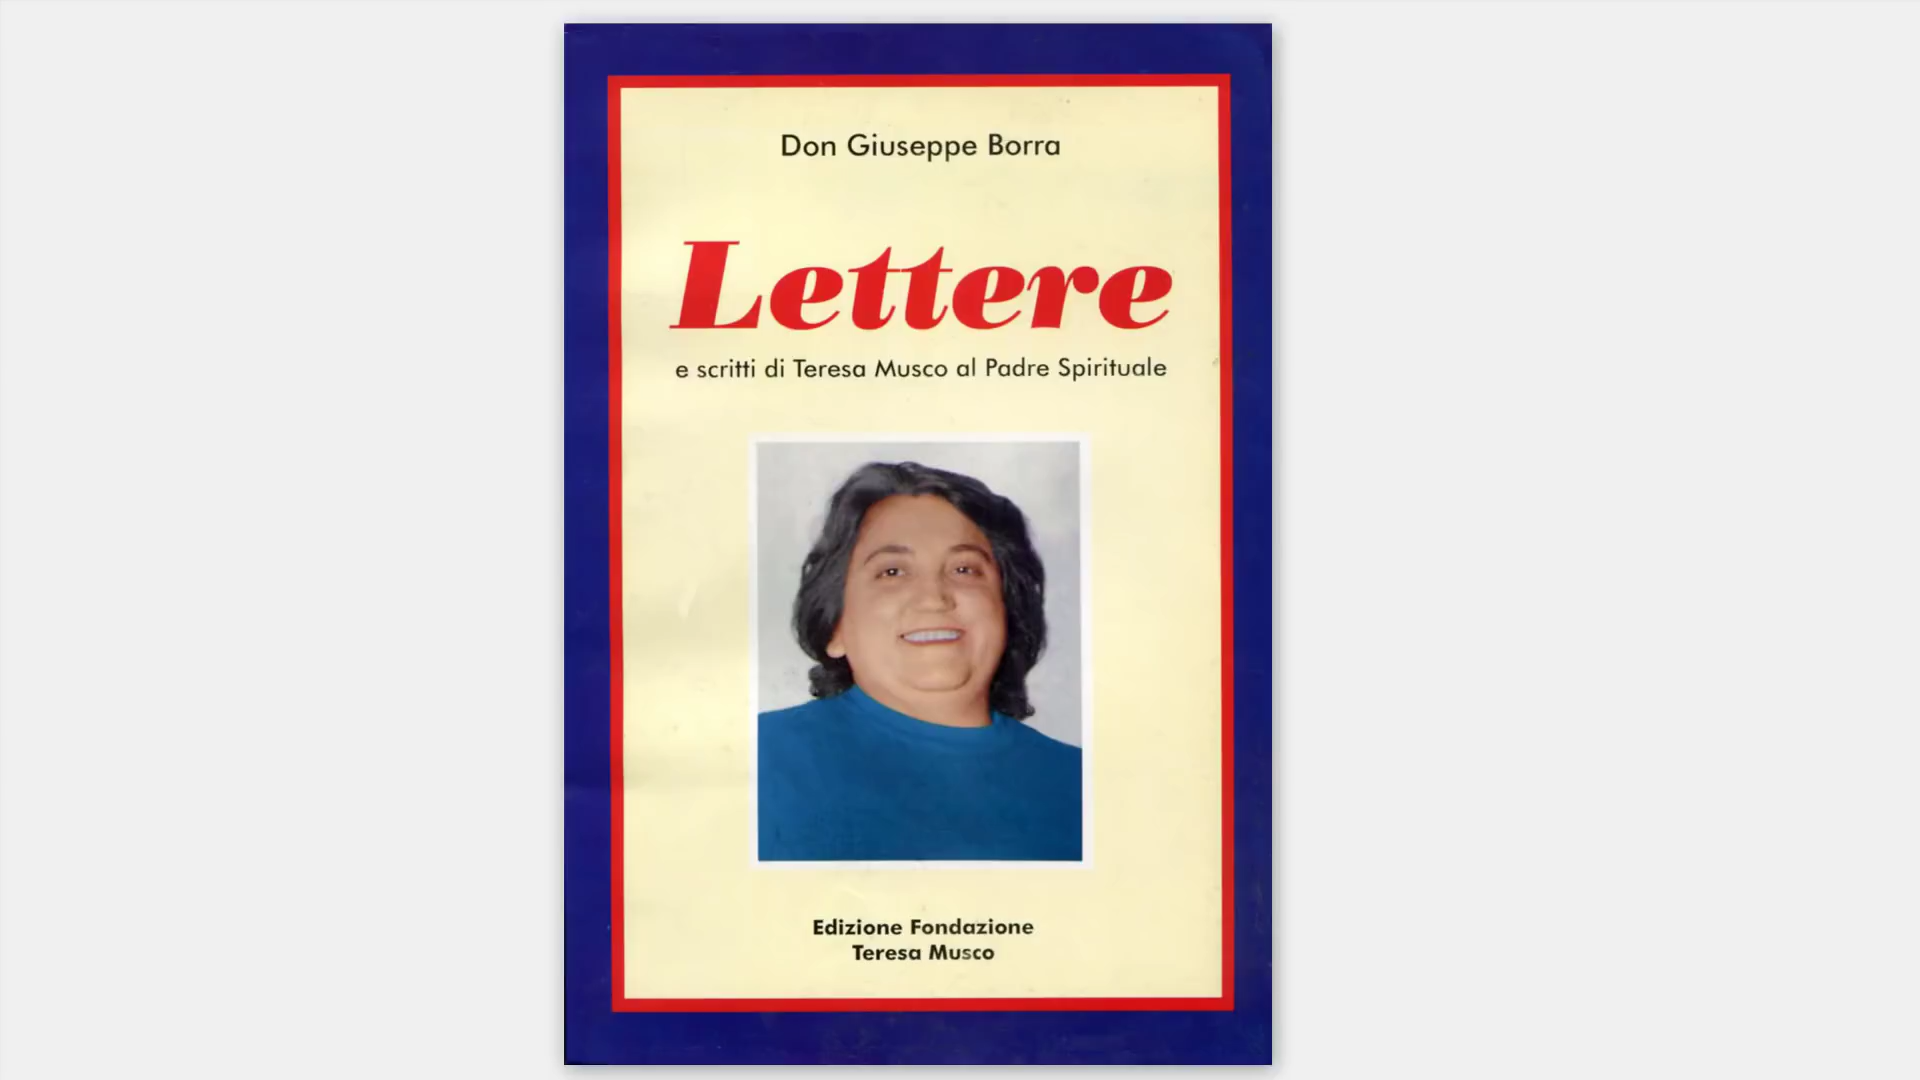 Don Giuseppe Borra
Lettere
e scritti di Teresa Musco al Padre Spirituale
Edizione Fondazione
Teresa Musco